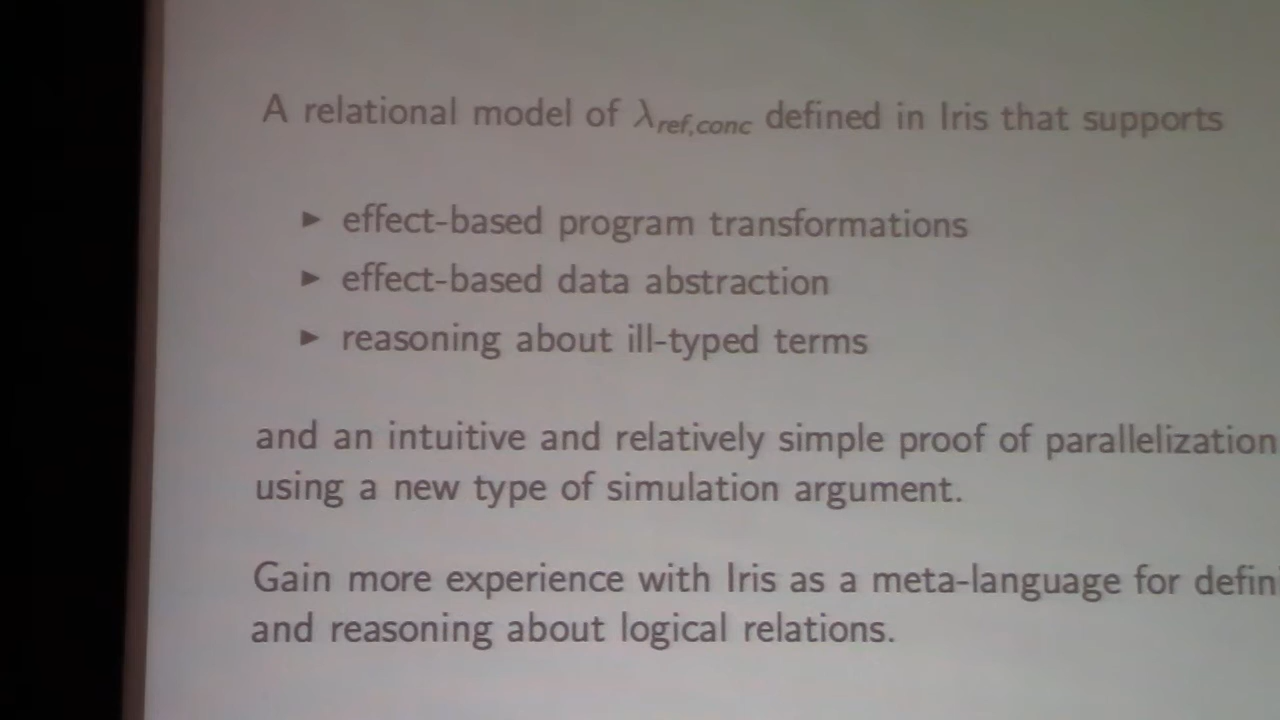 A relational model of λref,conc defined in Iris that supports
► effect-based program transformations
► effect-based data abstraction
► reasoning about ill-typed terms
and an intuitive and relatively simple proof of parallelization
using a new type of simulation argument.
Gain more experience with Iris as a meta-language for
and reasoning about logical relations.